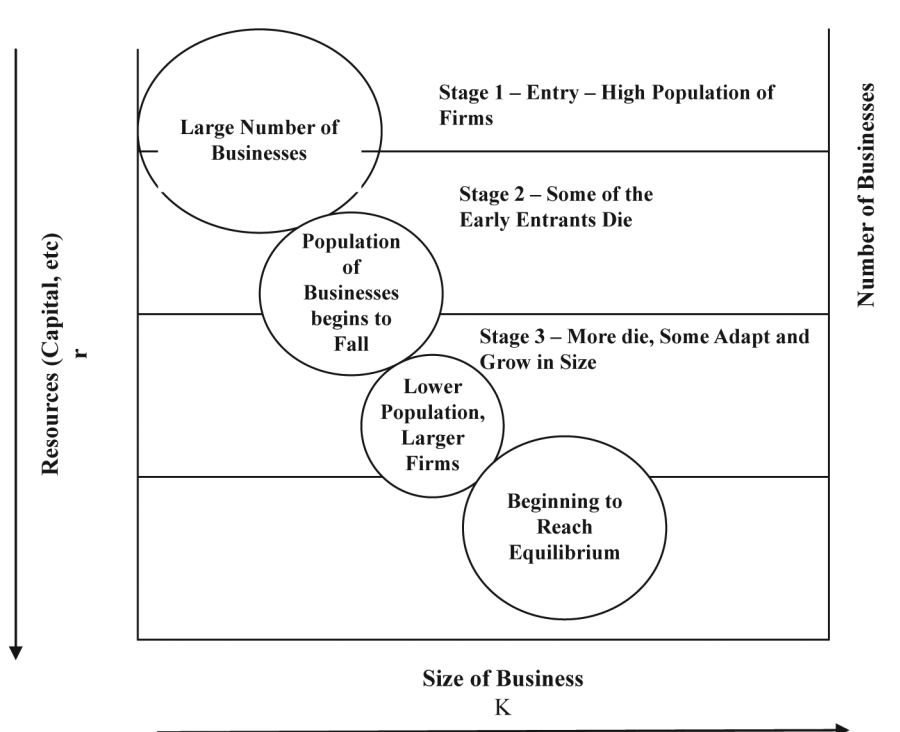 Stage 1 – Entry – High Population of
Firms
Large Number of
Businesses
Stage 2 – Some of the
Early Entrants Die
Population
of
Businesses
begins to
Fall
Stage 3 – More die, Some Adapt and
Grow in Size
Lower
Population,
Larger
Firms
Beginning to
Reach
Equilibrium
Resources (Capital, etc)
r
Number of Businesses
Size of Business
K